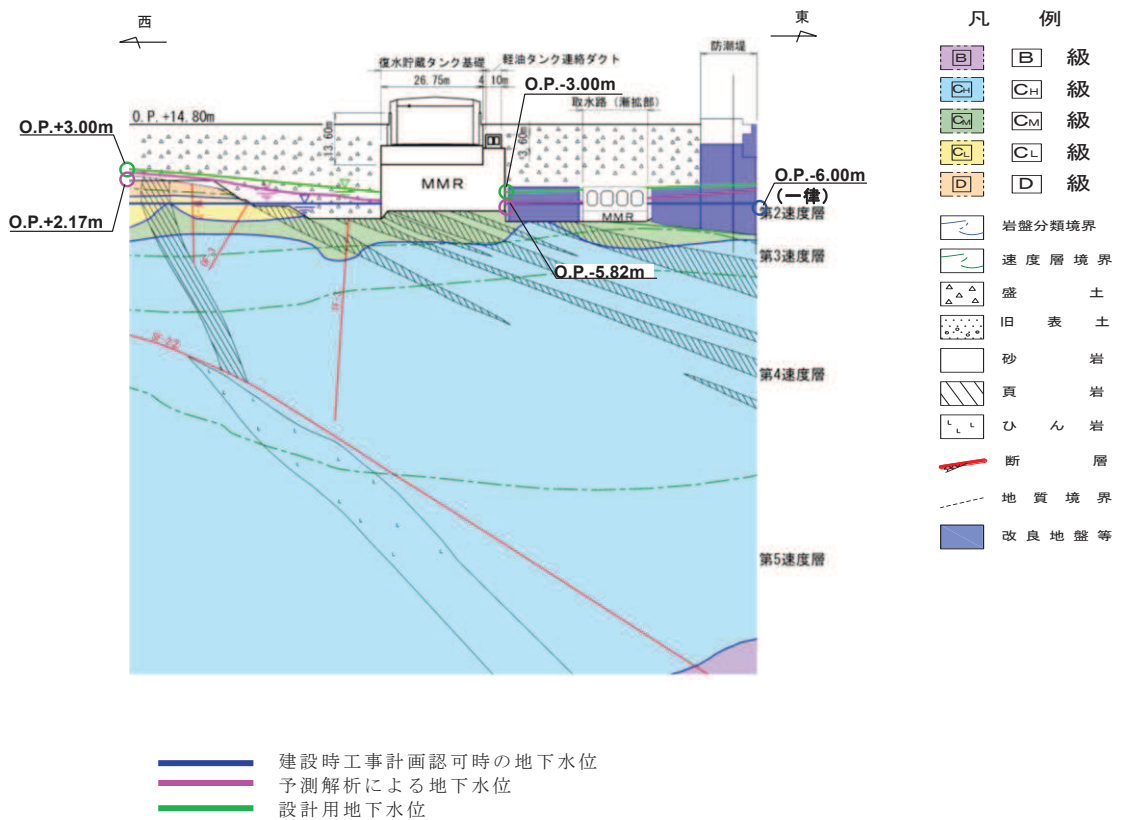 西
東
復水貯蔵タンク基礎
軽油タンク連絡ダクト
防潮堤
26.75m
4.10m
O.P.-3.00m
取水路(漸拡部)
O.P.+14.80m
O.P.+3.00m
13.60m
3.60m
MMR
O.P.+2.17m
MMR
O.P.-6.00m
(一律)
第2速度層
第3速度層
O.P.-5.82m
SF-22
第4速度層
第5速度層
凡 例
B B 級
CH CH 級
CM CM 級
CL CL 級
D D 級
岩盤分類境界
速度層境界
盛 土
旧 表 土
砂 岩
頁 岩
ひ ん 岩
断 層
地 質 境 界
改 良 地 盤 等
建設時工事計画認可時の地下水位
予測解析による地下水位
設計用地下水位